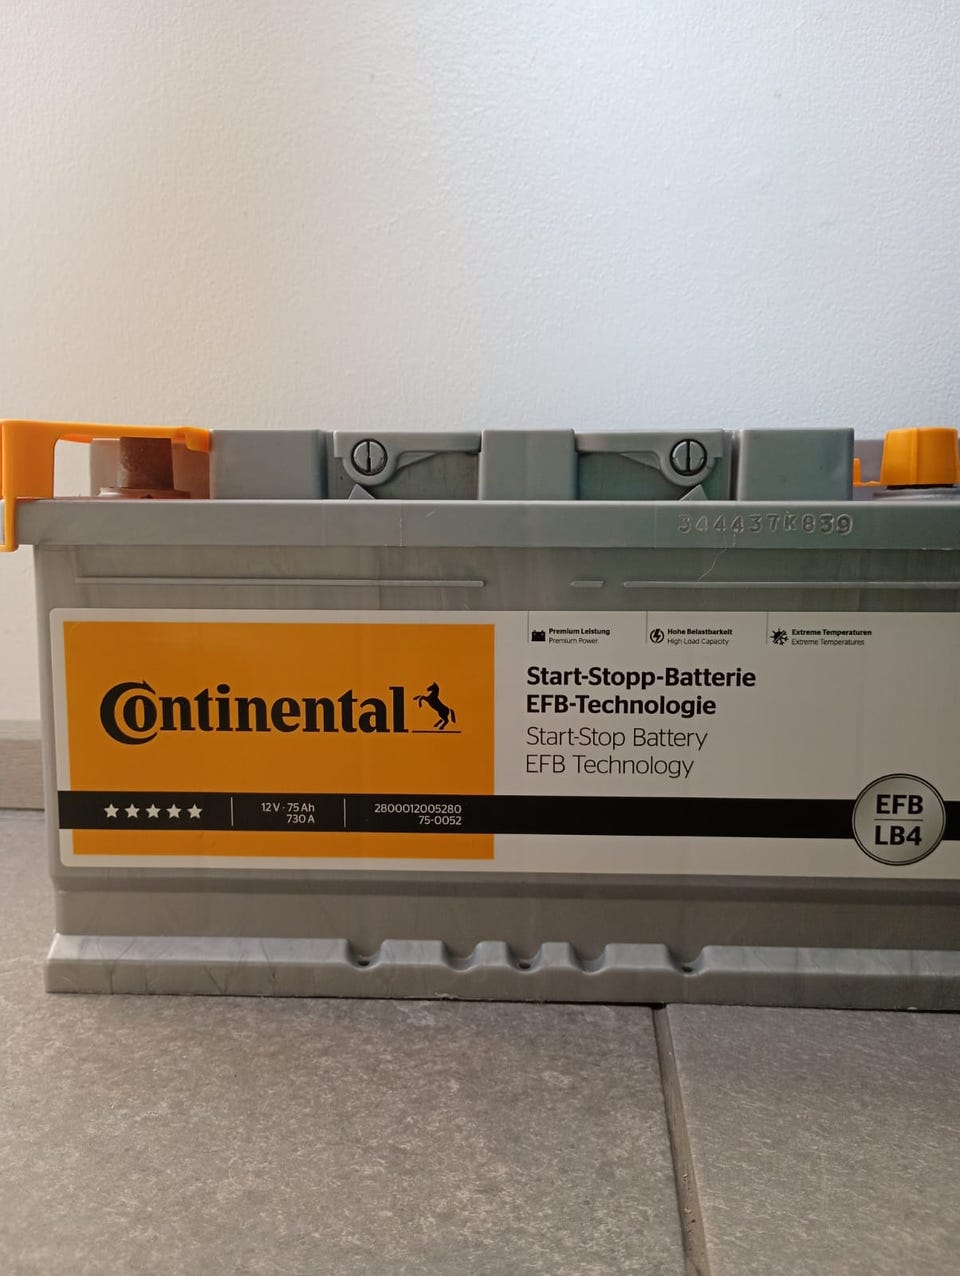 344437K839
Premium Leistung
Premium Power
Hohe Belastbarkeit
High Load Capacity
Extreme Temperaturen
Extreme Temperatures
Continental
Start-Stopp-Batterie
EFB-Technologie
Start-Stop Battery
EFB Technology
12 V · 75 Ah
730 A
2800012005280
75-0052
EFB
LB4